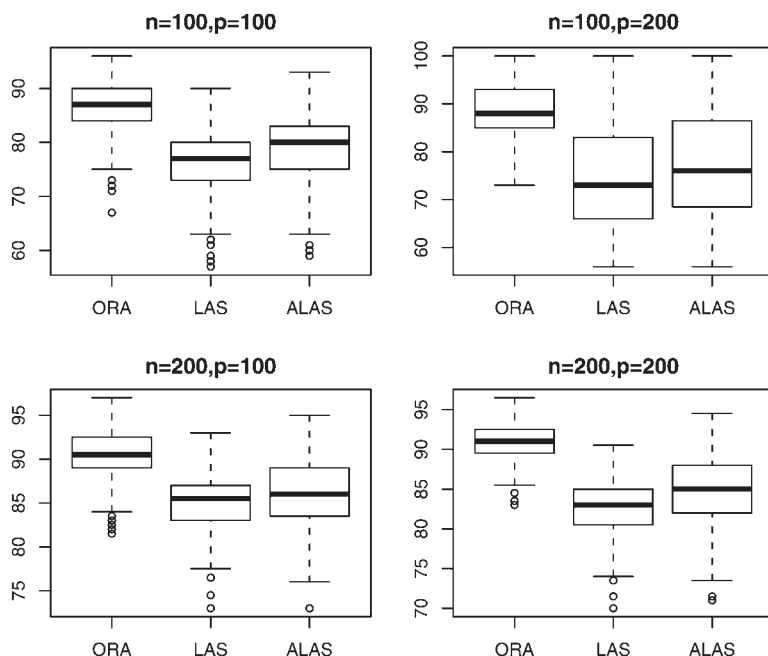 n=100,p=100
90
80
70
60
ORA LAS ALAS
n=100,p=200
100
90
80
70
60
ORA LAS ALAS
n=200,p=100
95
90
85
80
75
ORA LAS ALAS
n=200,p=200
95
90
85
80
75
70
ORA LAS ALAS